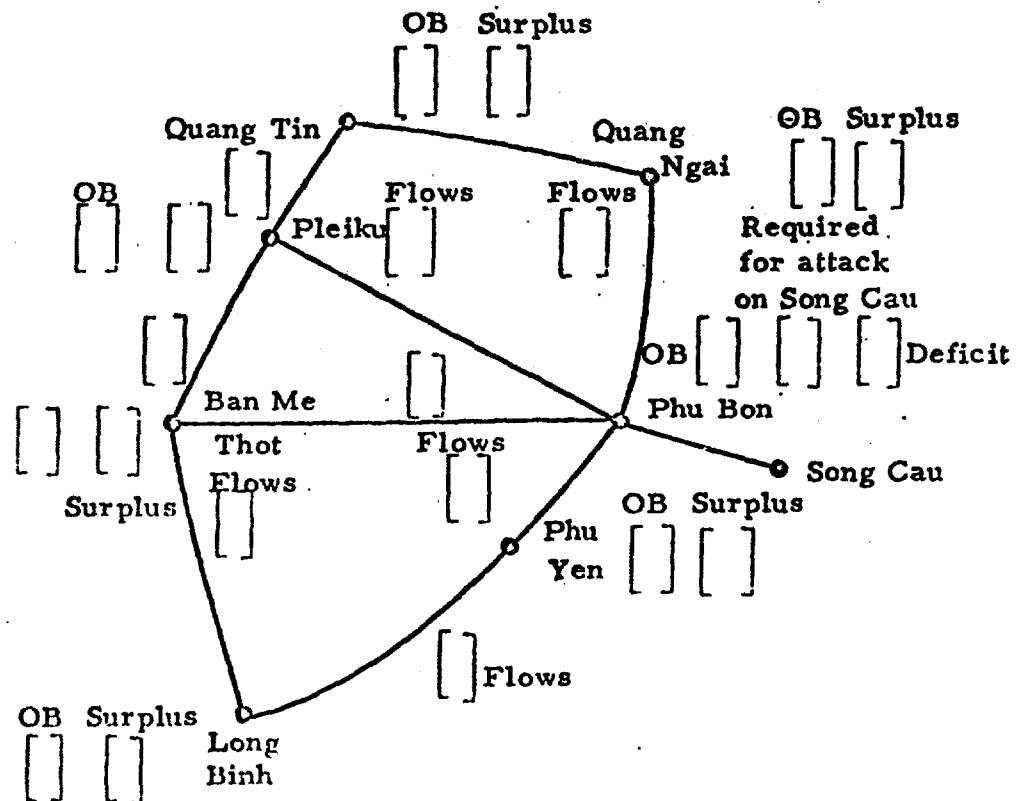 OB Surplus
Quang Tin
Quang
Ngai
ΘB Surplus
OB
Flows
Flows
Pleiku
Required
for attack
on Song Cau
OB
Deficit
Ban Me
Thot
Phu Bon
Flows
Song Cau
Surplus
Flows
OB Surplus
Phu
Yen
Flows
OB Surplus
Long
Binh